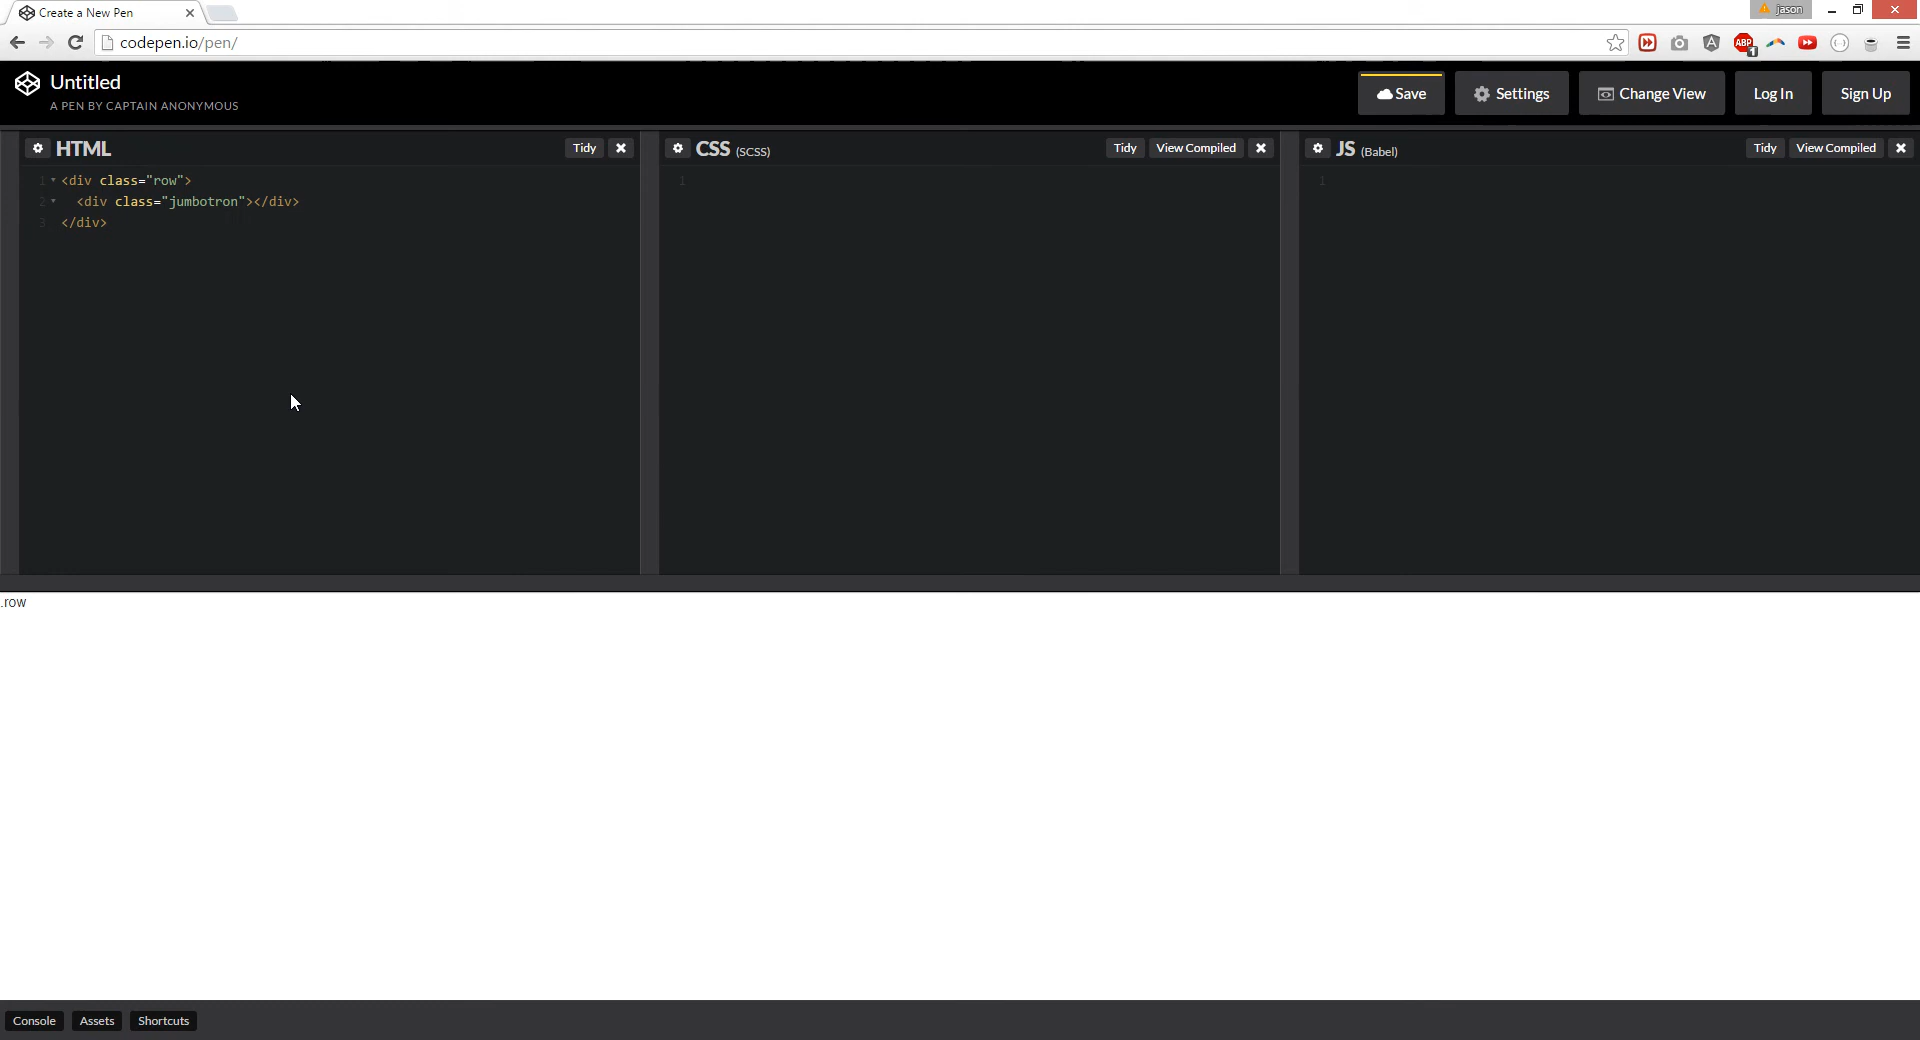 Create a New Pen
jason
codepen.io/pen/
ABP
1
Untitled
A PEN BY CAPTAIN ANONYMOUS
Save
Settings
Change View
Log In
Sign Up
HTML
Tidy
CSS (SCSS)
Tidy
View Compiled
JS (Babel)
Tidy
View Compiled
1 <div class="row">
2 <div class="jumbotron"></div>
3 </div>
1
1
.row
Console
Assets
Shortcuts